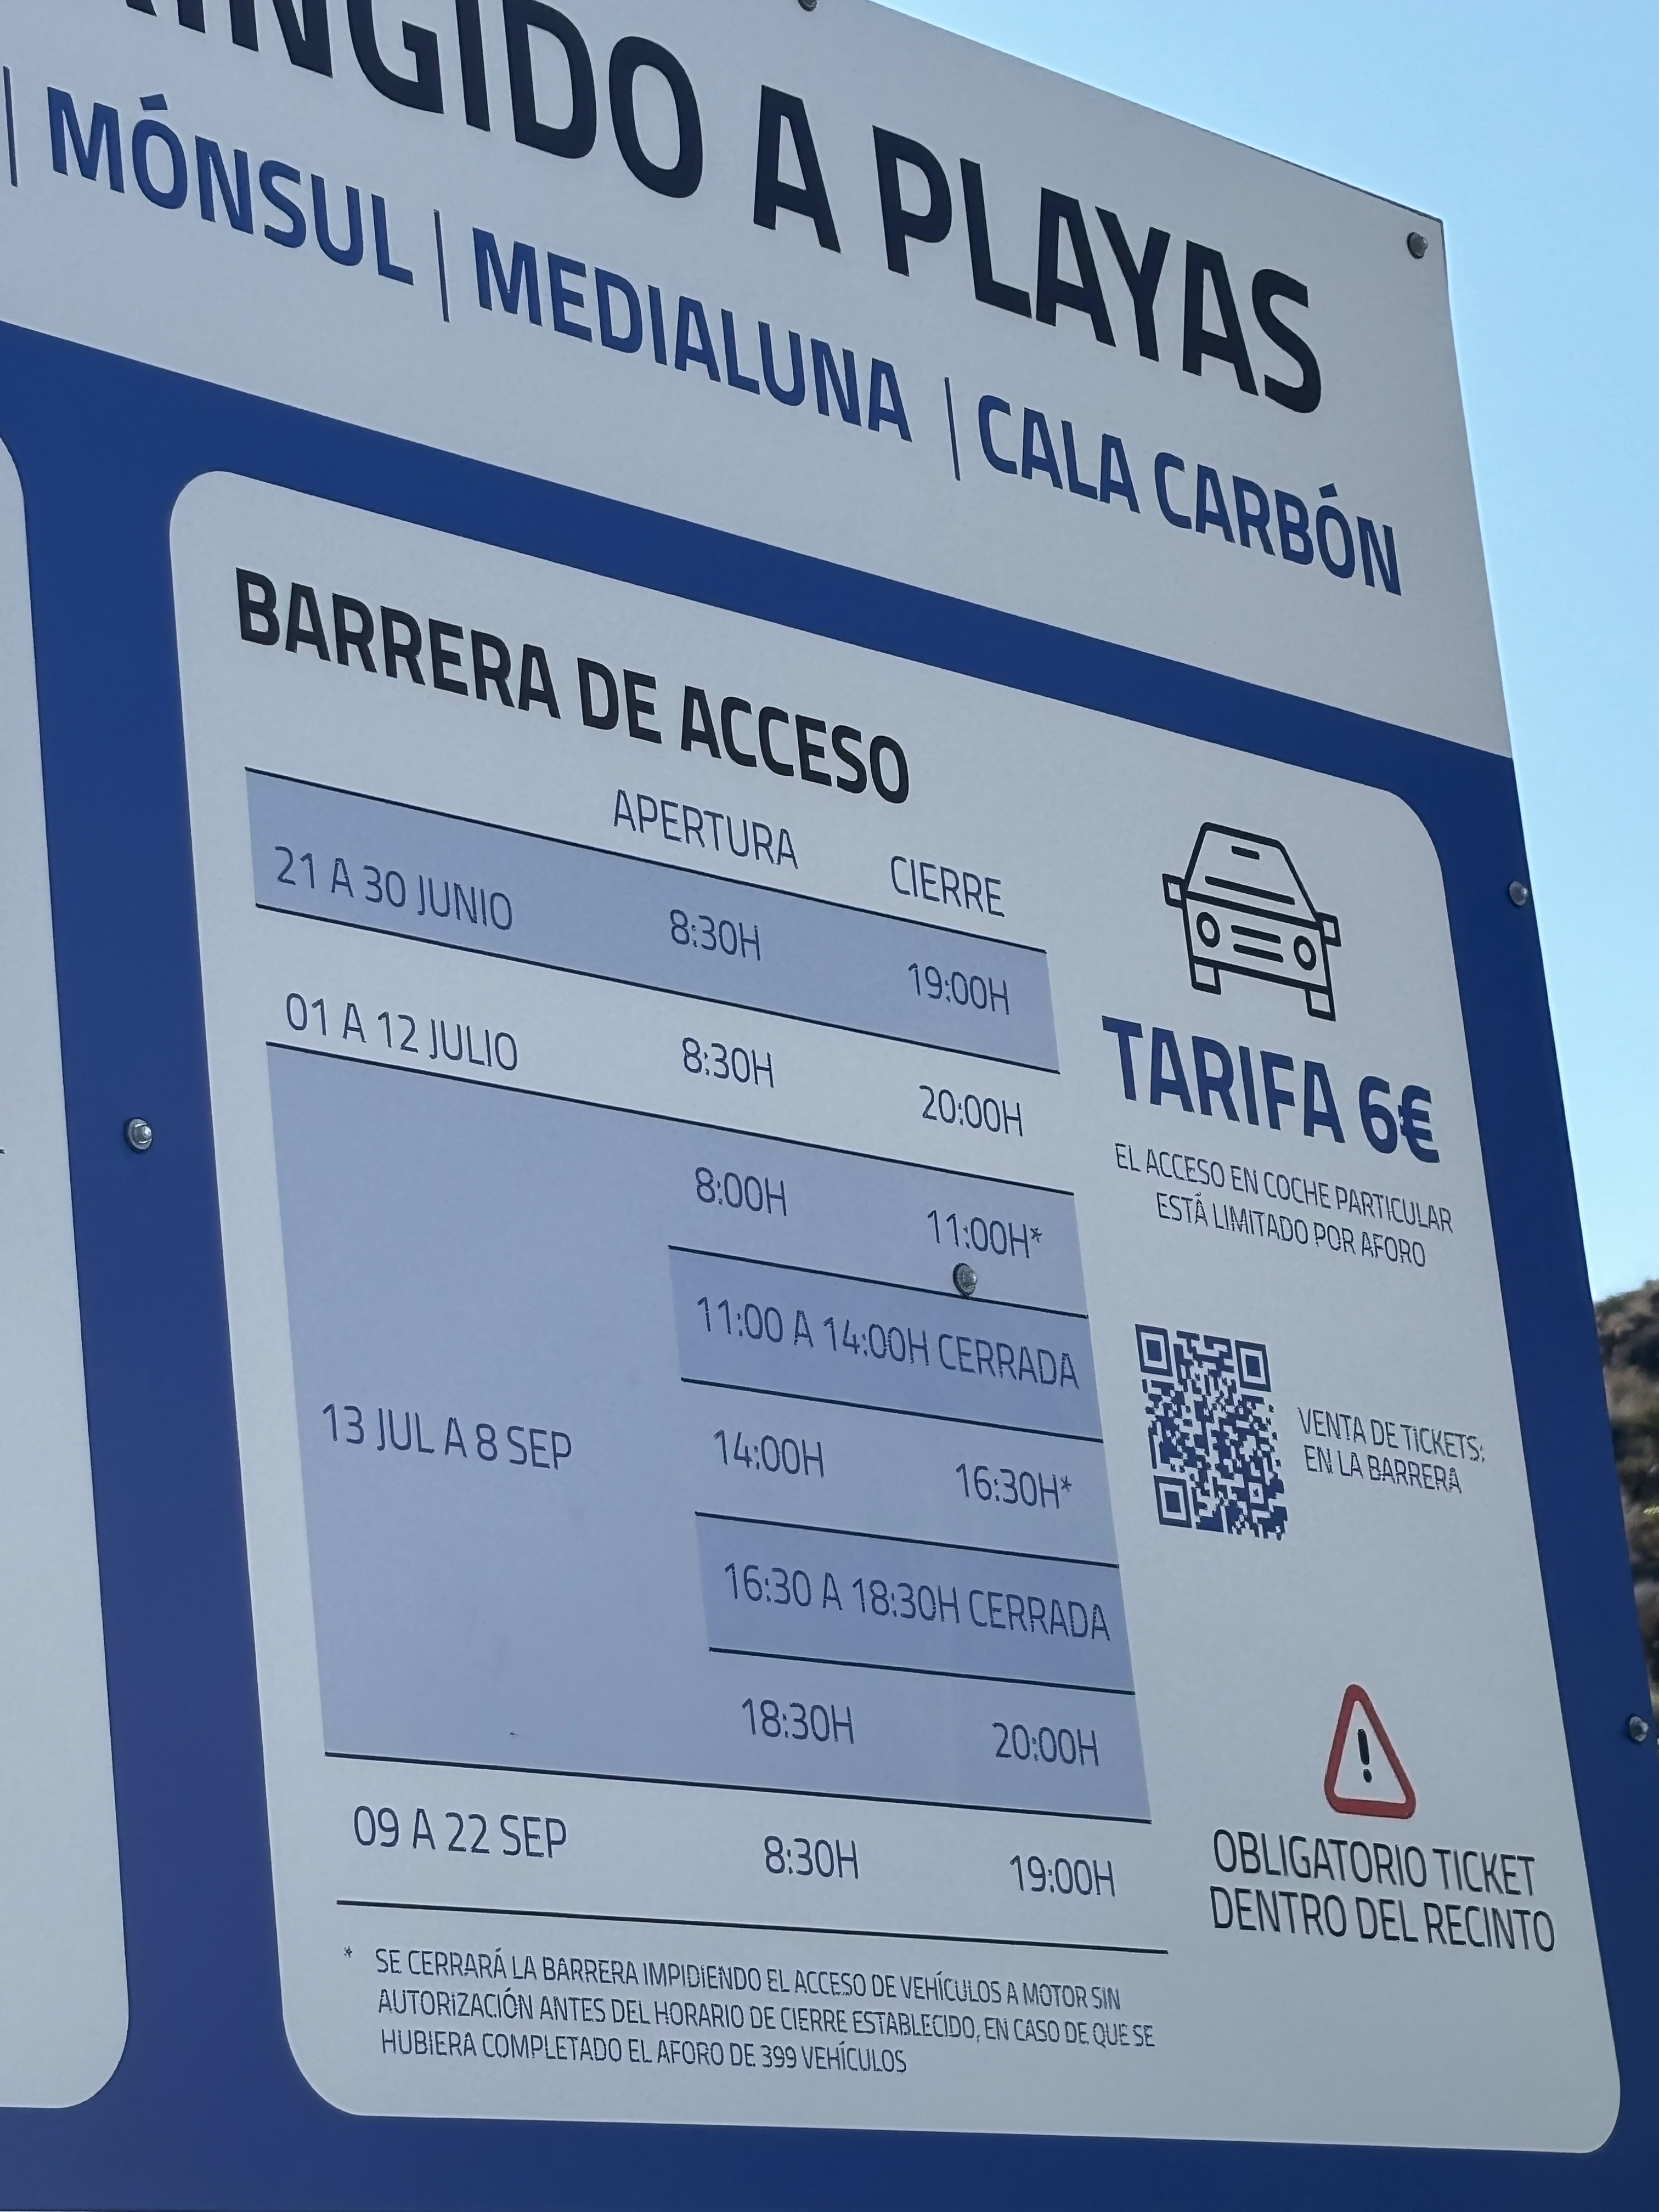 A PLAYAS
| MÓNSUL | MEDIALUNA | CALA CARBÓN
BARRERA DE ACCESO
APERTURA CIERRE
21 A 30 JUNIO 8:30H 19:00H
01 A 12 JULIO 8:30H 20:00H
13 JUL A 8 SEP
8:00H 11:00H*
11:00 A 14:00H CERRADA
14:00H 16:30H*
16:30 A 18:30H CERRADA
18:30H 20:00H
09 A 22 SEP 8:30H 19:00H
* SE CERRARÁ LA BARRERA IMPIDIENDO EL ACCESO DE VEHÍCULOS A MOTOR SIN
AUTORIZACIÓN ANTES DEL HORARIO DE CIERRE ESTABLECIDO, EN CASO DE QUE SE
HUBIERA COMPLETADO EL AFORO DE 399 VEHÍCULOS
TARIFA 6€
EL ACCESO EN COCHE PARTICULAR
ESTÁ LIMITADO POR AFORO
VENTA DE TICKETS:
EN LA BARRERA
OBLIGATORIO TICKET
DENTRO DEL RECINTO